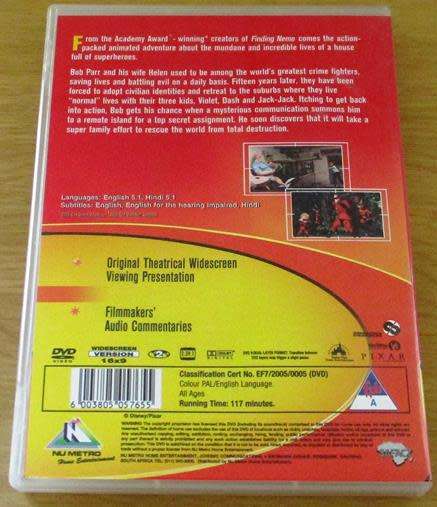 From the Academy Award - winning creators of Finding Nemo comes the action-
packed animated adventure about the mundane and incredible lives of a house
full of superheroes.
Bob Parr and his wife Helen used to be among the world's greatest crime fighters,
saving lives and battling evil on a daily basis. Fifteen years later, they have been
forced to adopt civilian identities and retreat to the suburbs where they live
"normal" lives with their three kids, Violet, Dash and Jack-Jack. Itching to get back
into action, Bob gets his chance when a mysterious communication summons him
to a remote island for a top secret assignment. He soon discovers that it will take a
super family effort to rescue the world from total destruction.
Languages: English 5.1, Hindi 5.1
Subtitles: English, English for the hearing impaired, Hindi
Original Theatrical Widescreen
Viewing Presentation
Filmmakers'
Audio Commentaries
DVD
VIDEO
WIDESCREEN
VERSION
16x9
PIXAR
Classification Cert No. EF7/2005/0005 (DVD)
Colour PAL/English Language.
All Ages
Running Time: 117 minutes.
A
6 003805 057655
© Disney/Pixar
NU METRO
Home Entertainment